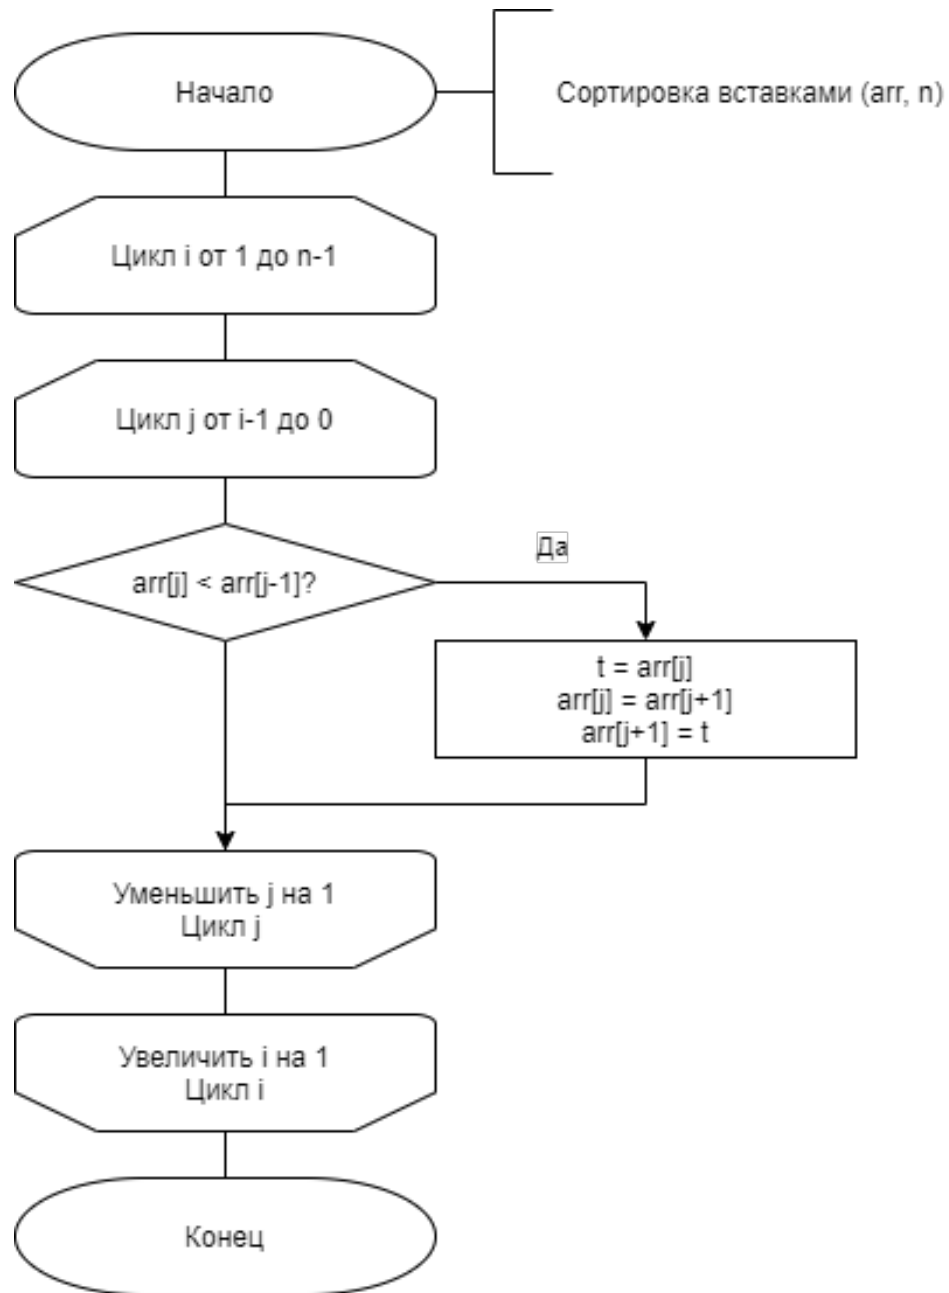 Начало
Сортировка вставками (arr, n)
Цикл i от 1 до n-1
Цикл j от i-1 до 0
arr[j] < arr[j-1]?
Да
t = arr[j]
arr[j] = arr[j+1]
arr[j+1] = t
Уменьшить j на 1
Цикл j
Увеличить i на 1
Цикл i
Конец